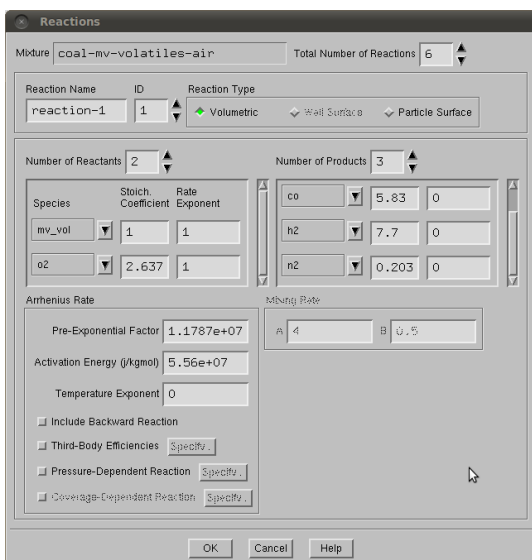 Reactions
Mixture coal-mv-volatiles-air Total Number of Reactions 6
Reaction Name ID Reaction Type
reaction-1 1 Volumetric Wall Surface Particle Surface
Number of Reactants 2 Number of Products 3
Species Stoich. Coefficient Rate Exponent
mv_vol 1 1
o2 2.637 1
co 5.83 0
h2 7.7 0
n2 0.203 0
Arrhenius Rate Mixing Rate
Pre-Exponential Factor 1.1787e+07 A 4 B 0.5
Activation Energy (j/kgmol) 5.56e+07
Temperature Exponent 0
Include Backward Reaction
Third-Body Efficiencies Specify..
Pressure-Dependent Reaction Specify..
Coverage-Dependent Reaction Specify..
OK Cancel Help